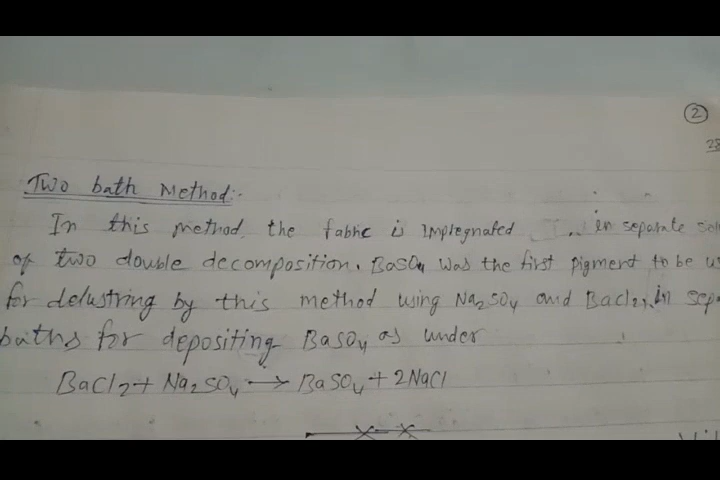 2
28
Two bath Method:-
In this method the fabric is impregnated in separate
of two double decomposition. BaSO4 was the first pigment to be
for delustring by this method using Na2SO4 and BaCl2, in
baths for depositing BaSO4 as under
BaCl2 + Na2SO4 → BaSO4 + 2NaCl